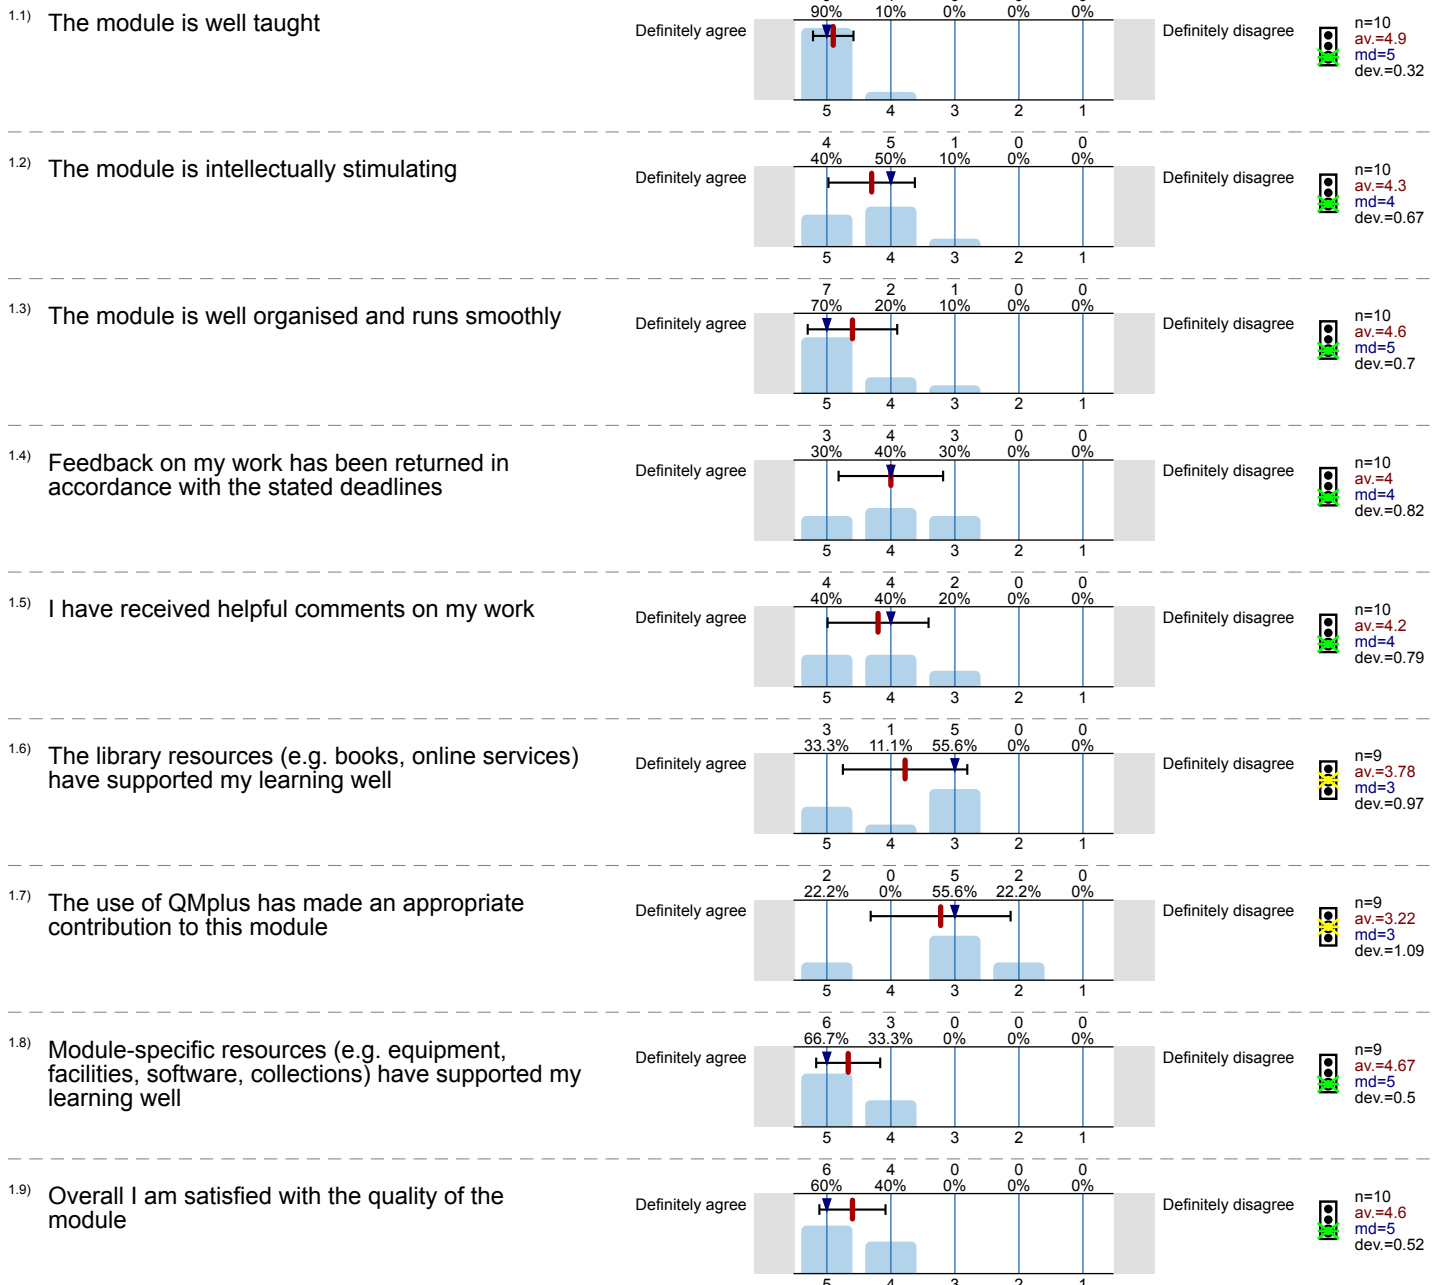 1.1) The module is well taught
Definitely agree
90% 10% 0% 0% 0%
5 4 3 2 1
Definitely disagree
n=10
av.=4.9
md=5
dev.=0.32
1.2) The module is intellectually stimulating
Definitely agree
4 5 1 0 0
40% 50% 10% 0% 0%
5 4 3 2 1
Definitely disagree
n=10
av.=4.3
md=4
dev.=0.67
1.3) The module is well organised and runs smoothly
Definitely agree
7 2 1 0 0
70% 20% 10% 0% 0%
5 4 3 2 1
Definitely disagree
n=10
av.=4.6
md=5
dev.=0.7
1.4) Feedback on my work has been returned in
accordance with the stated deadlines
Definitely agree
3 4 3 0 0
30% 40% 30% 0% 0%
5 4 3 2 1
Definitely disagree
n=10
av.=4
md=4
dev.=0.82
1.5) I have received helpful comments on my work
Definitely agree
4 4 2 0 0
40% 40% 20% 0% 0%
5 4 3 2 1
Definitely disagree
n=10
av.=4.2
md=4
dev.=0.79
1.6) The library resources (e.g. books, online services)
have supported my learning well
Definitely agree
3 1 5 0 0
33.3% 11.1% 55.6% 0% 0%
5 4 3 2 1
Definitely disagree
n=9
av.=3.78
md=3
dev.=0.97
1.7) The use of QMplus has made an appropriate
contribution to this module
Definitely agree
2 0 5 2 0
22.2% 0% 55.6% 22.2% 0%
5 4 3 2 1
Definitely disagree
n=9
av.=3.22
md=3
dev.=1.09
1.8) Module-specific resources (e.g. equipment,
facilities, software, collections) have supported my
learning well
Definitely agree
6 3 0 0 0
66.7% 33.3% 0% 0% 0%
5 4 3 2 1
Definitely disagree
n=9
av.=4.67
md=5
dev.=0.5
1.9) Overall I am satisfied with the quality of the
module
Definitely agree
6 4 0 0 0
60% 40% 0% 0% 0%
5 4 3 2 1
Definitely disagree
n=10
av.=4.6
md=5
dev.=0.52